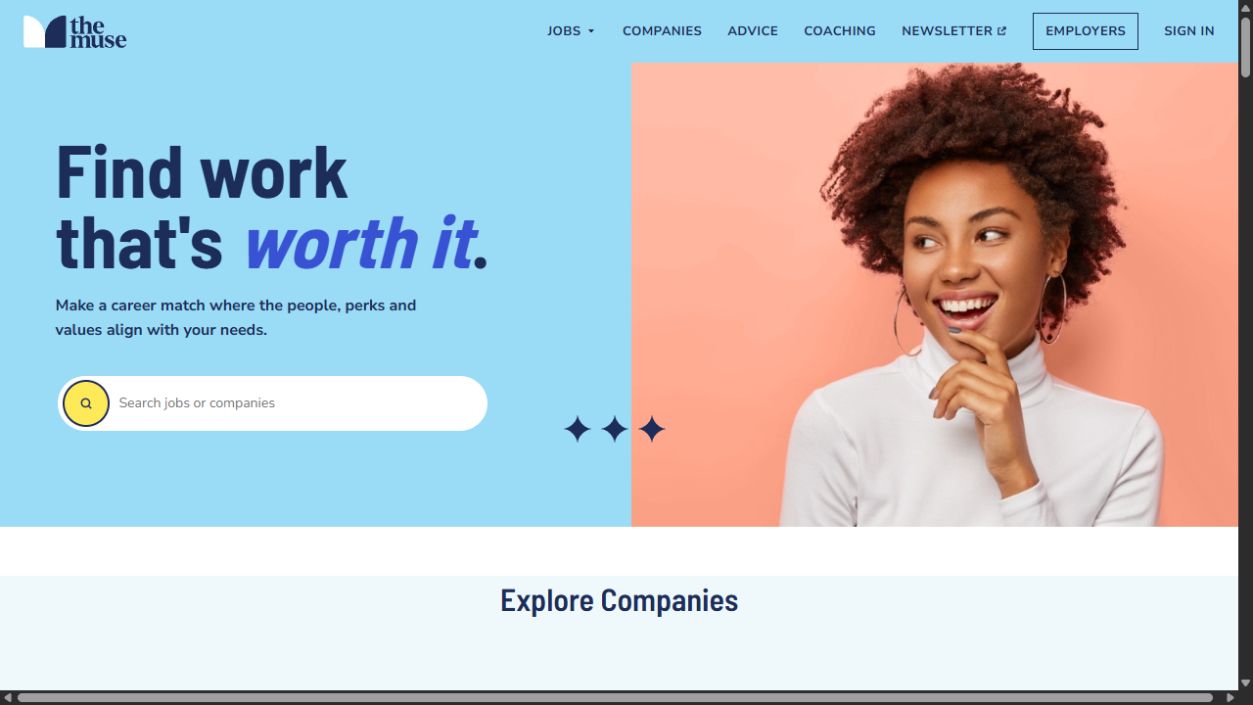 the
muse
JOBS COMPANIES ADVICE COACHING NEWSLETTER EMPLOYERS SIGN IN
Find work
that's worth it.
Make a career match where the people, perks and
values align with your needs.
Search jobs or companies
Explore Companies